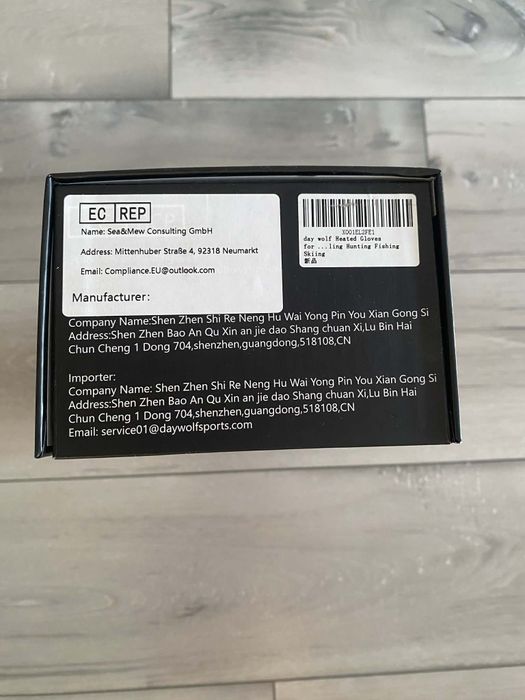 EC REP
Name: Sea&Mew Consulting GmbH
Address: Mittenhuber Straße 4, 92318 Neumarkt
Email: Compliance.EU@outlook.com
Manufacturer:
Company Name:Shen Zhen Shi Re Neng Hu Wai Yong Pin You Xian Gong Si
Address:Shen Zhen Bao An Qu Xin an jie dao Shang chuan Xi,Lu Bin Hai
Chun Cheng 1 Dong 704,shenzhen,guangdong,518108,CN
Importer:
Company Name: Shen Zhen Shi Re Neng Hu Wai Yong Pin You Xian Gong Si
Address:Shen Zhen Bao An Qu Xin an jie dao Shang chuan Xi,Lu Bin Hai
Chun Cheng 1 Dong 704,shenzhen,guangdong,518108,CN
Email: service01@daywolfsports.com
X001EL2FE1
day wolf Heated Gloves
for ...ling Hunting Fishing
Skiing
新品